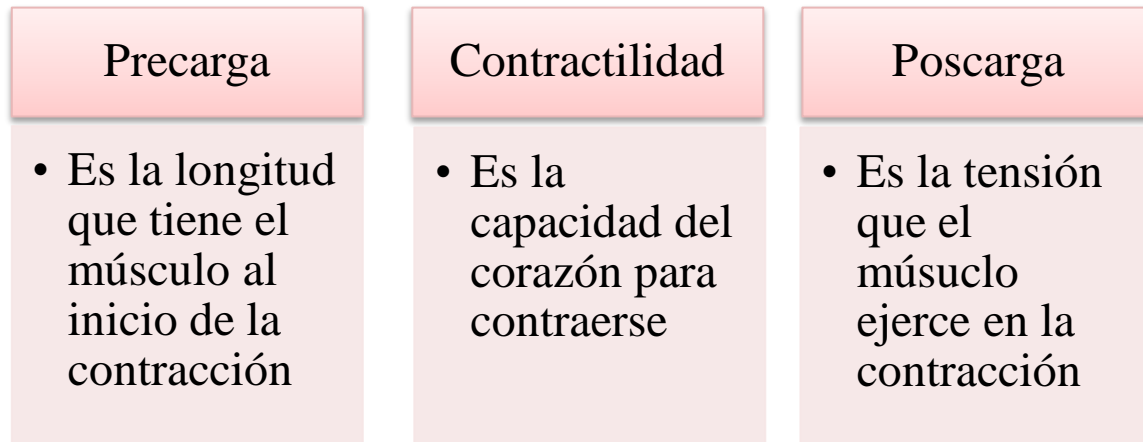 Precarga
• Es la longitud
que tiene el
músculo al
inicio de la
contracción
Contractilidad
• Es la
capacidad del
corazón para
contraerse
Poscarga
• Es la tensión
que el
músuclo
ejerce en la
contracción